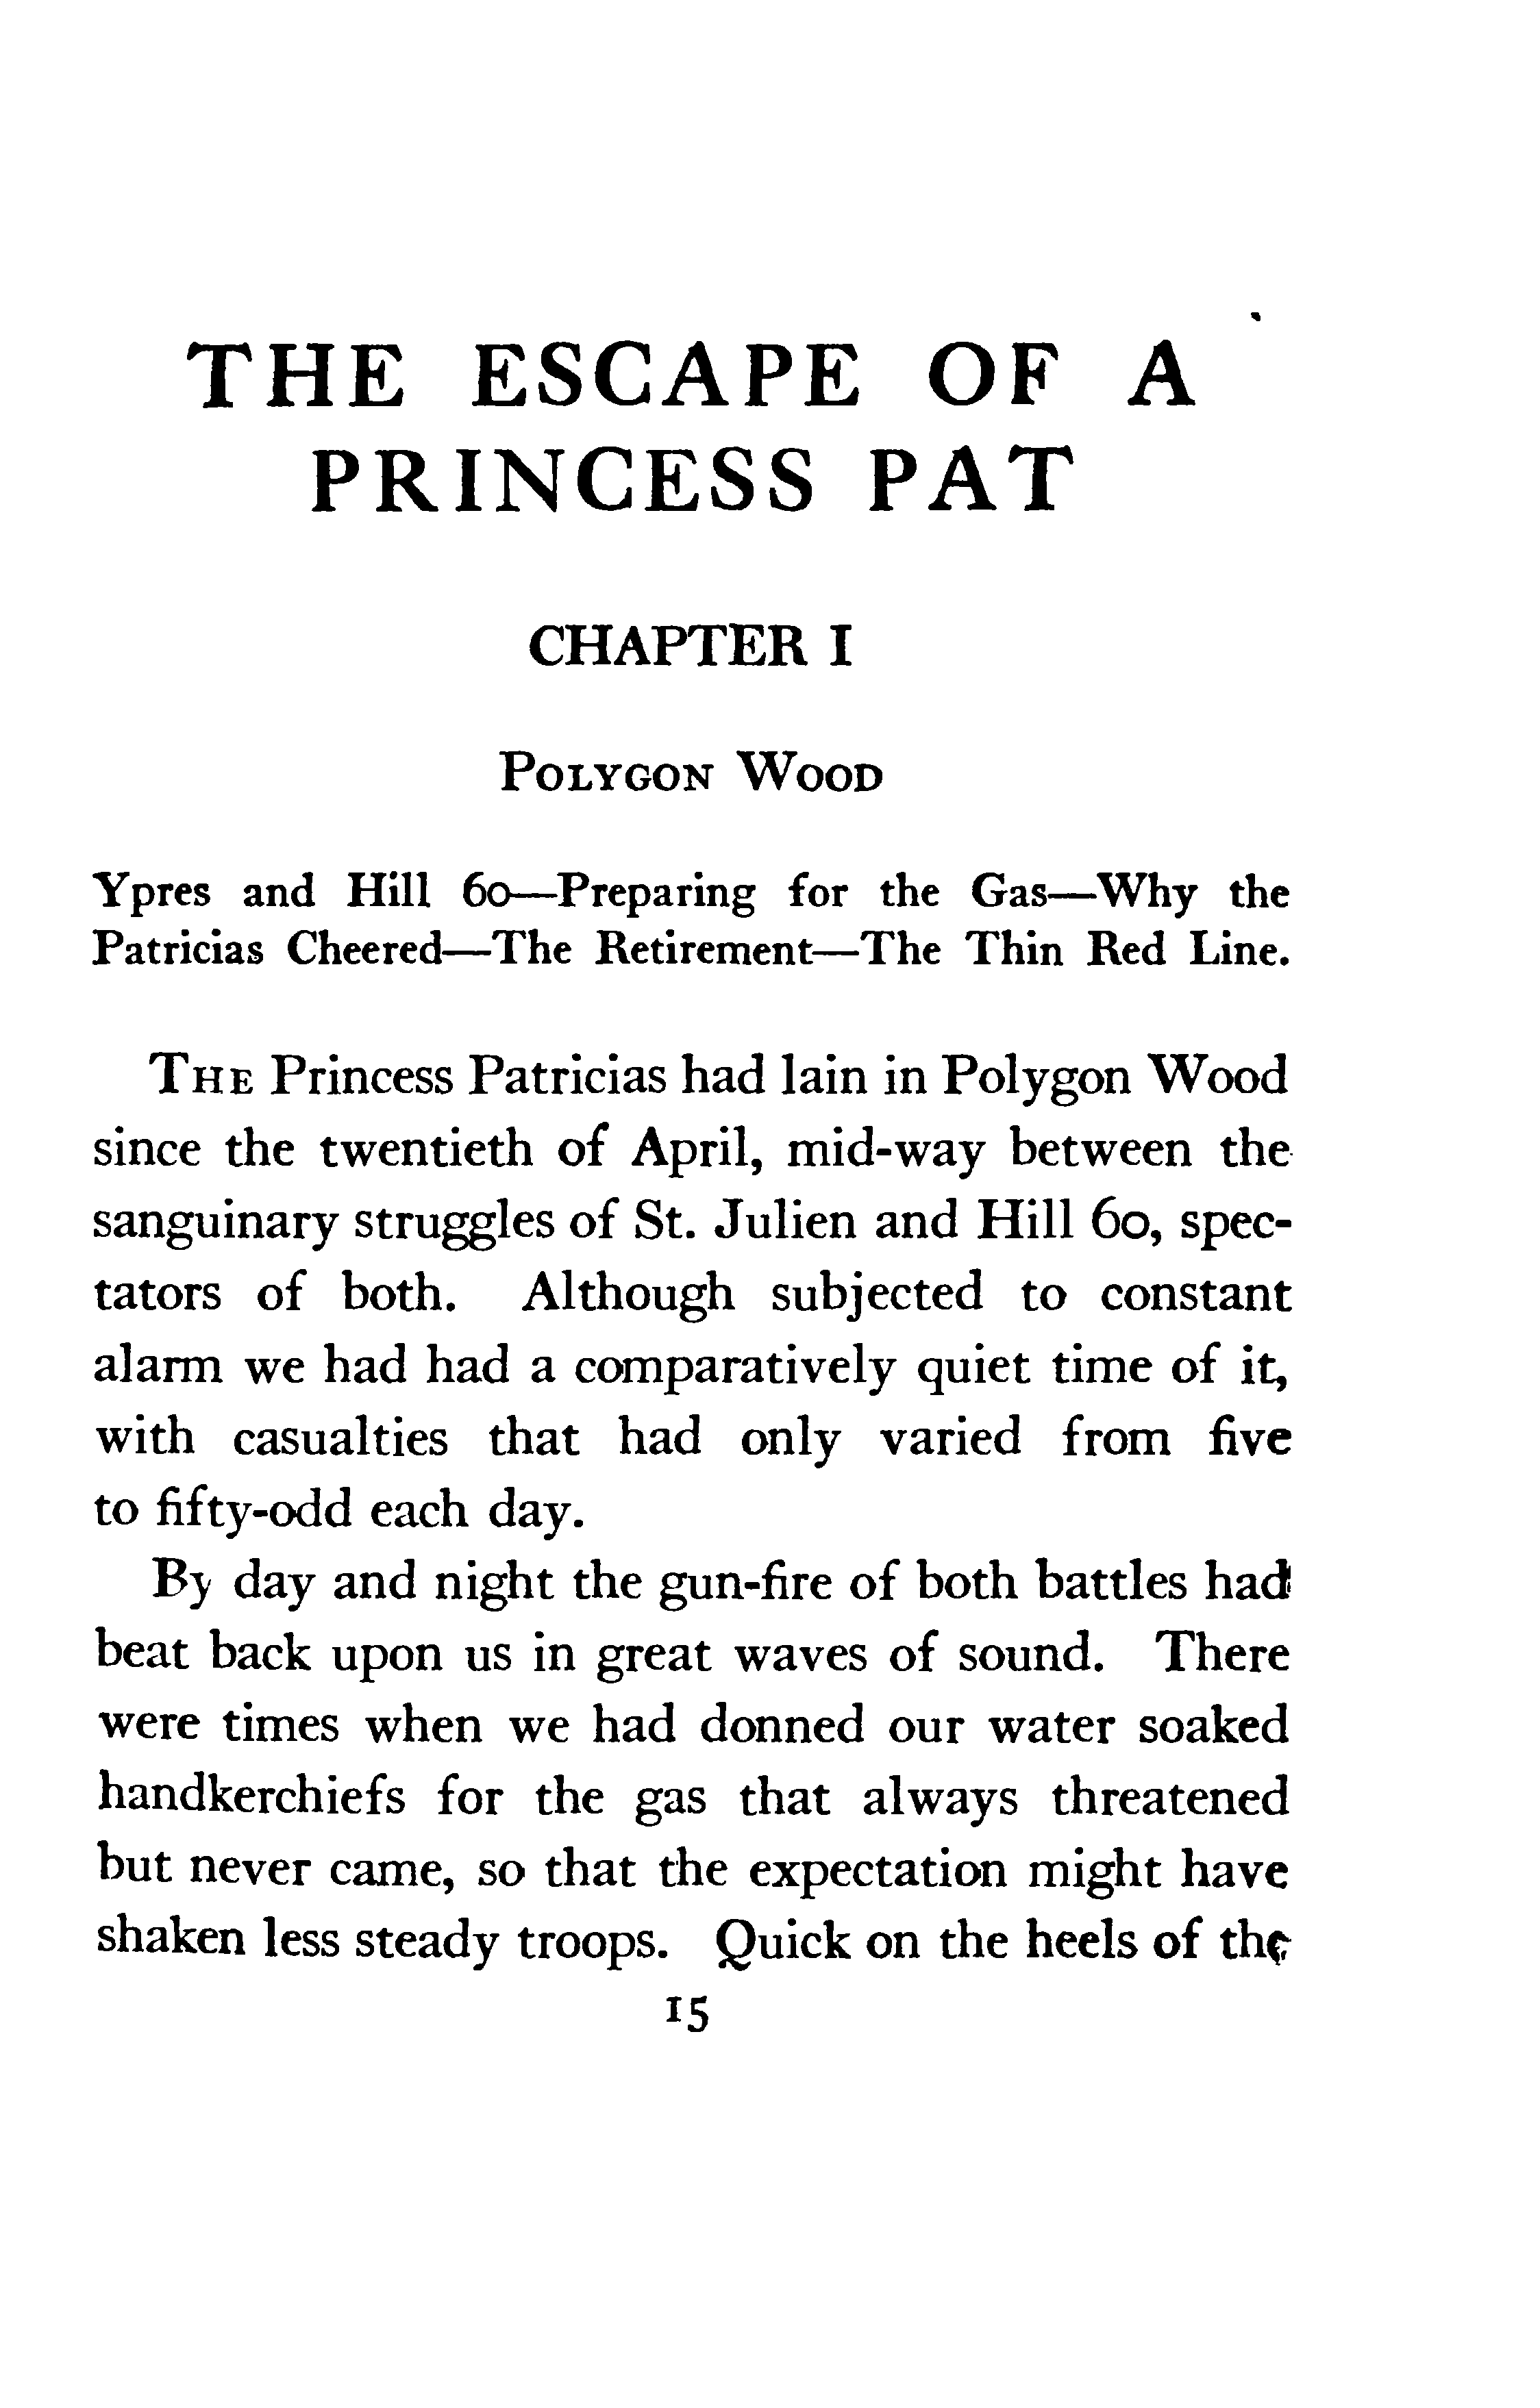 THE ESCAPE OF A
PRINCESS PAT
CHAPTER I
POLYGON WOOD
Ypres and Hill 60—Preparing for the Gas—Why the
Patricias Cheered—The Retirement—The Thin Red Line.
THE Princess Patricias had lain in Polygon Wood
since the twentieth of April, mid-way between the
sanguinary struggles of St. Julien and Hill 60, spec-
tators of both. Although subjected to constant
alarm we had had a comparatively quiet time of it,
with casualties that had only varied from five
to fifty-odd each day.
By day and night the gun-fire of both battles had
beat back upon us in great waves of sound. There
were times when we had donned our water soaked
handkerchiefs for the gas that always threatened
but never came, so that the expectation might have
shaken less steady troops. Quick on the heels of the
15